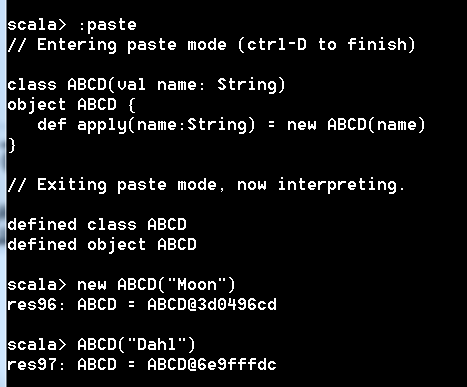 scala> :paste
// Entering paste mode (ctrl-D to finish)
class ABCD(val name: String)
object ABCD {
   def apply(name:String) = new ABCD(name)
}
// Exiting paste mode, now interpreting.
defined class ABCD
defined object ABCD
scala> new ABCD("Moon")
res96: ABCD = ABCD@3d0496cd
scala> ABCD("Dahl")
res97: ABCD = ABCD@6e9fffdc